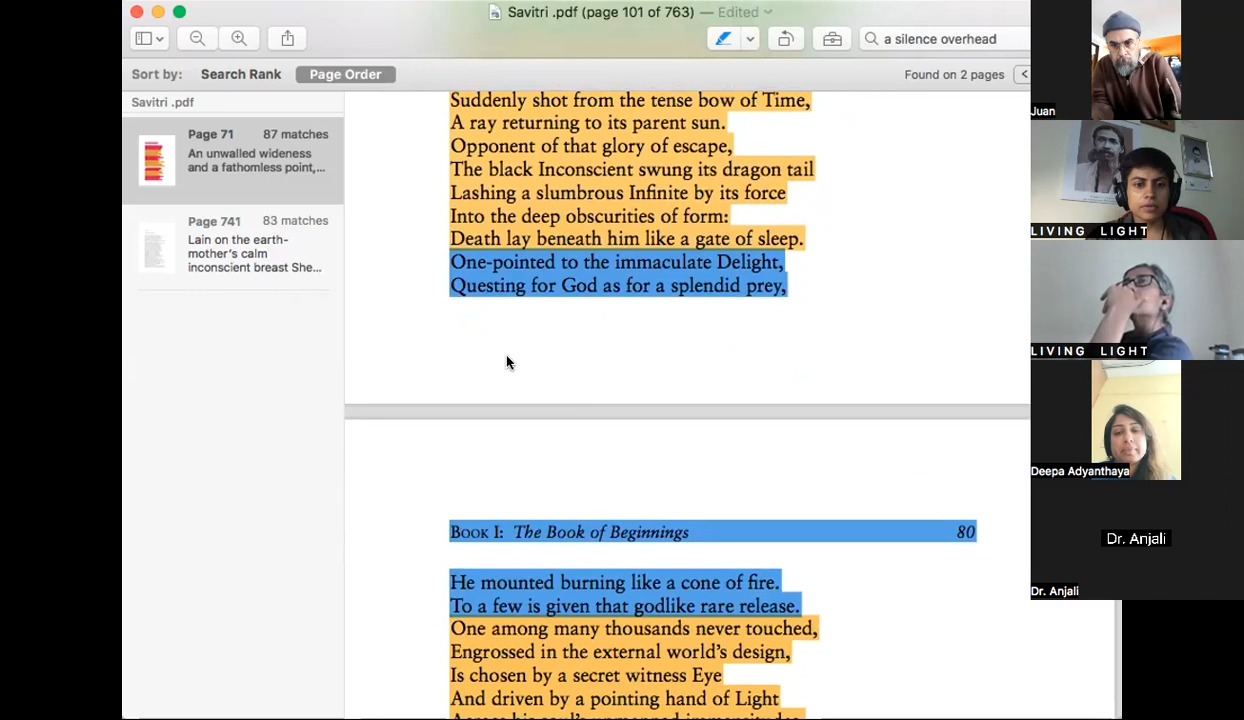 Savitri .pdf (page 101 of 763) — Edited
a silence overhead
Sort by: Search Rank Page Order Found on 2 pages <
Savitri .pdf
Page 71 87 matches
An unwalled wideness
and a fathomless point,...
Page 741 83 matches
Lain on the earth-
mother's calm
inconscient breast She...
Suddenly shot from the tense bow of Time,
A ray returning to its parent sun.
Opponent of that glory of escape,
The black Inconscient swung its dragon tail
Lashing a slumbrous Infinite by its force
Into the deep obscurities of form:
Death lay beneath him like a gate of sleep.
One-pointed to the immaculate Delight,
Questing for God as for a splendid prey,
BOOK I: The Book of Beginnings 80
He mounted burning like a cone of fire.
To a few is given that godlike rare release.
One among many thousands never touched,
Engrossed in the external world's design,
Is chosen by a secret witness Eye
And driven by a pointing hand of Light
Across his soul's unmapped immensitudes.
Juan
LIVING LIGHT
LIVING LIGHT
Deepa Adyanthaya
Dr. Anjali
Dr. Anjali